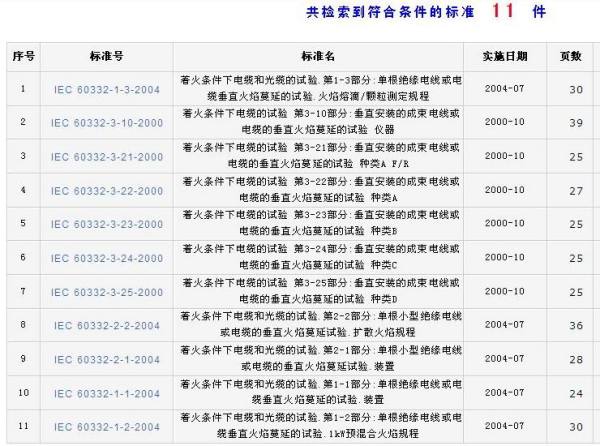 共检索到符合条件的标准 11 件
序号 标准号 标准名 实施日期 页数
1 IEC 60332-1-3-2004 着火条件下电缆和光缆的试验.第1-3部分:单根绝缘电线或电
缆垂直火焰蔓延的试验.火焰熔滴/颗粒测定规程 2004-07 30
2 IEC 60332-3-10-2000 着火条件下电缆的试验 第3-10部分:垂直安装的成束电线或
电缆的垂直火焰蔓延的试验 仪器 2000-10 39
3 IEC 60332-3-21-2000 着火条件下电缆的试验 第3-21部分:垂直安装的成束电线或
电缆的垂直火焰蔓延的试验 种类A F/R 2000-10 25
4 IEC 60332-3-22-2000 着火条件下电缆的试验 第3-22部分:垂直安装的成束电线或
电缆的垂直火焰蔓延的试验 种类A 2000-10 27
5 IEC 60332-3-23-2000 着火条件下电缆的试验 第3-23部分:垂直安装的成束电线或
电缆的垂直火焰蔓延的试验 种类B 2000-10 25
6 IEC 60332-3-24-2000 着火条件下电缆的试验 第3-24部分:垂直安装的成束电线或
电缆的垂直火焰蔓延的试验 种类C 2000-10 25
7 IEC 60332-3-25-2000 着火条件下电缆的试验 第3-25部分:垂直安装的成束电线或
电缆的垂直火焰蔓延的试验 种类D 2000-10 25
8 IEC 60332-2-2-2004 着火条件下电缆和光缆的试验.第2-2部分:单根小型绝缘电线
或电缆的垂直火焰蔓延试验.扩散火焰规程 2004-07 36
9 IEC 60332-2-1-2004 着火条件下电缆和光缆的试验.第2-1部分:单根小型绝缘电线
或电缆的垂直火焰蔓延试验.装置 2004-07 28
10 IEC 60332-1-1-2004 着火条件下电缆和光缆的试验.第1-1部分:单根绝缘电线或电
缆垂直火焰蔓延的试验.装置 2004-07 24
11 IEC 60332-1-2-2004 着火条件下电缆和光缆的试验.第1-2部分:单根绝缘电线或电
缆垂直火焰蔓延的试验.1kW预混合火焰规程 2004-07 30